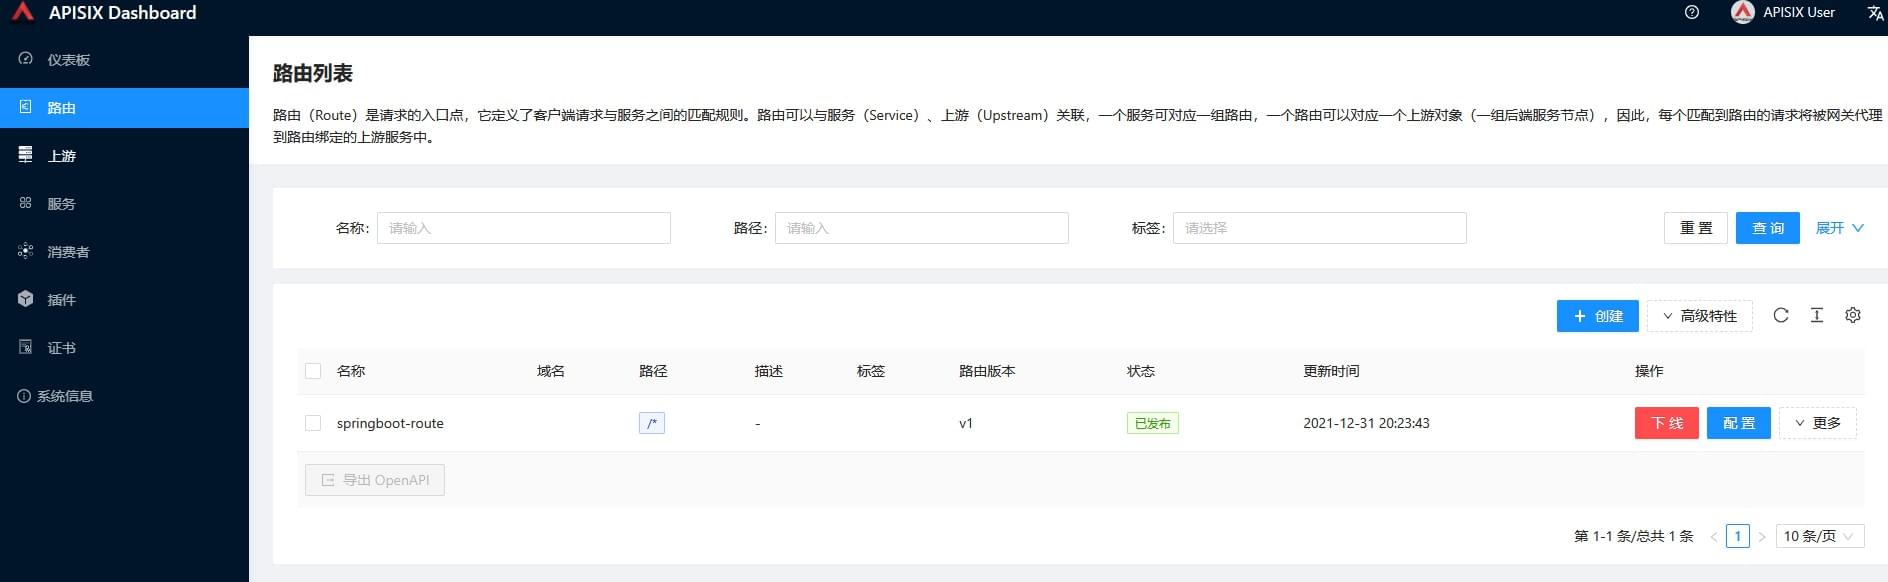 APISIX Dashboard
APISIX User
仪表板
路由
上游
服务
消费者
插件
证书
系统信息
路由列表
路由（Route）是请求的入口点，它定义了客户端请求与服务之间的匹配规则。路由可以与服务（Service）、上游（Upstream）关联，一个服务可对应一组路由，一个路由可以对应一个上游对象（一组后端服务节点），因此，每个匹配到路由的请求将被网关代理
到路由绑定的上游服务中。
名称： 请输入 路径： 请输入 标签： 请选择 重置 查询 展开
+ 创建 高级特性
名称 域名 路径 描述 标签 路由版本 状态 更新时间 操作
springboot-route /* - v1 已发布 2021-12-31 20:23:43 下线 配置 更多
导出 OpenAPI
第 1-1 条/总共 1 条 < 1 > 10 条/页